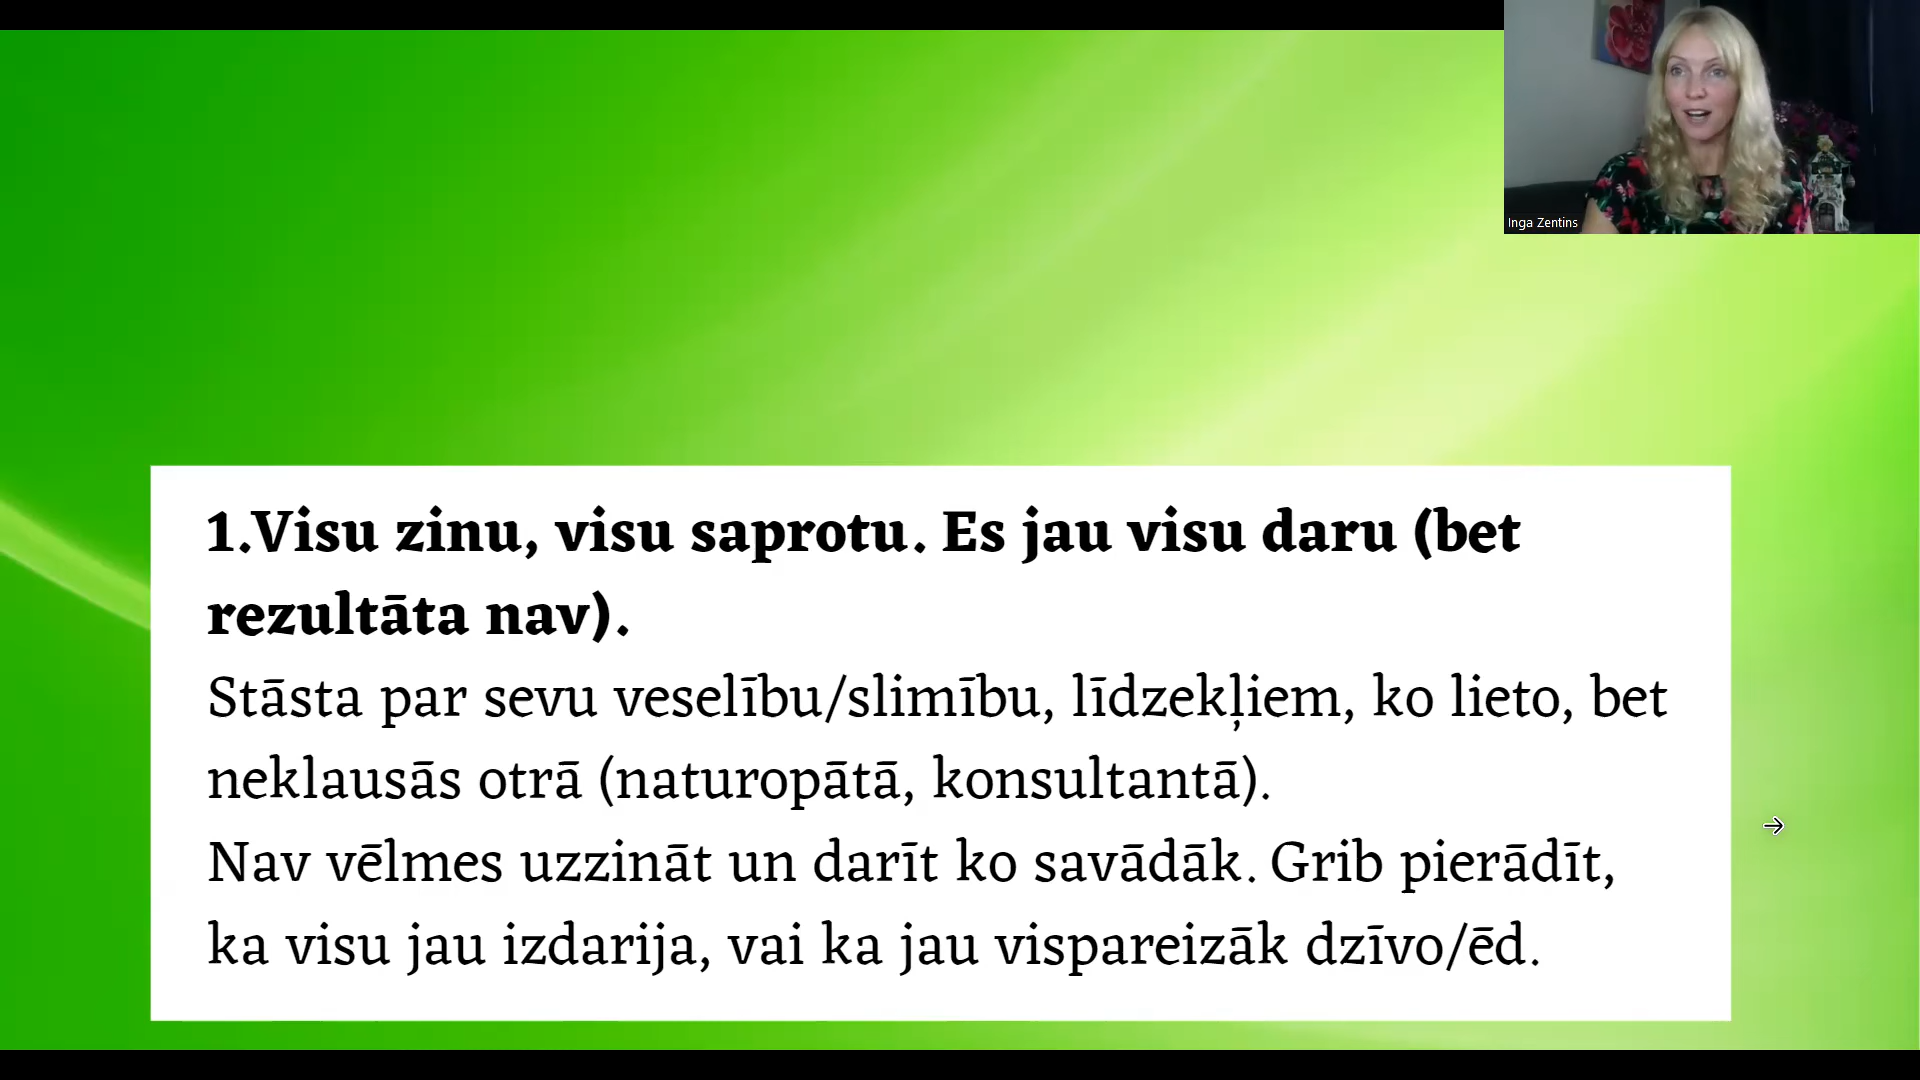 Inga Zentins
1.Visu zinu, visu saprotu. Es jau visu daru (bet
rezultāta nav).
Stāsta par sevu veselību/slimību, līdzekļiem, ko lieto, bet
neklausās otrā (naturopātā, konsultantā).
Nav vēlmes uzzināt un darīt ko savādāk. Grib pierādīt,
ka visu jau izdarija, vai ka jau vispareizāk dzīvo/ēd.